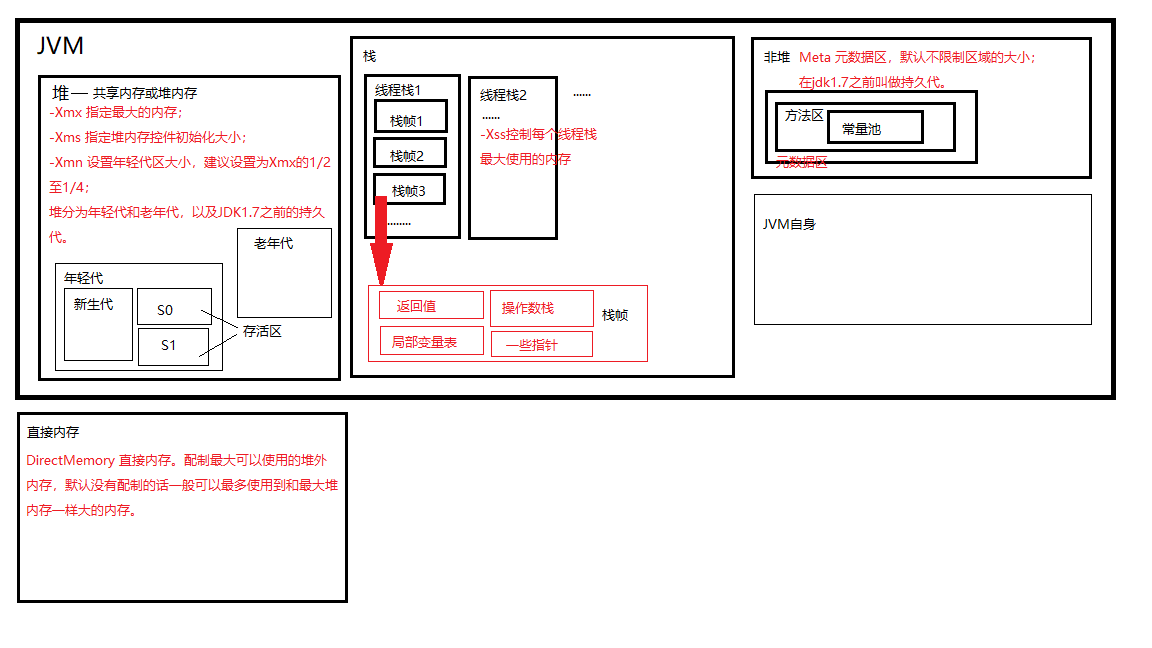 JVM
堆一 共享内存或堆内存
-Xmx 指定最大的内存；
-Xms 指定堆内存控件初始化大小；
-Xmn 设置年轻代区大小，建议设置为Xmx的1/2
至1/4；
堆分为年轻代和老年代，以及JDK1.7之前的持久
代。
老年代
年轻代
新生代
S0
S1
存活区
栈
线程栈1
栈帧1
栈帧2
栈帧3
........
线程栈2
......
-Xss控制每个线程栈
最大使用的内存
......
返回值
操作数栈
局部变量表
一些指针
栈帧
非堆 Meta 元数据区，默认不限制区域的大小；
在jdk1.7之前叫做持久代。
方法区
常量池
元数据区
JVM自身
直接内存
DirectMemory 直接内存。配制最大可以使用的堆外
内存，默认没有配制的话一般可以最多使用到和最大堆
内存一样大的内存。